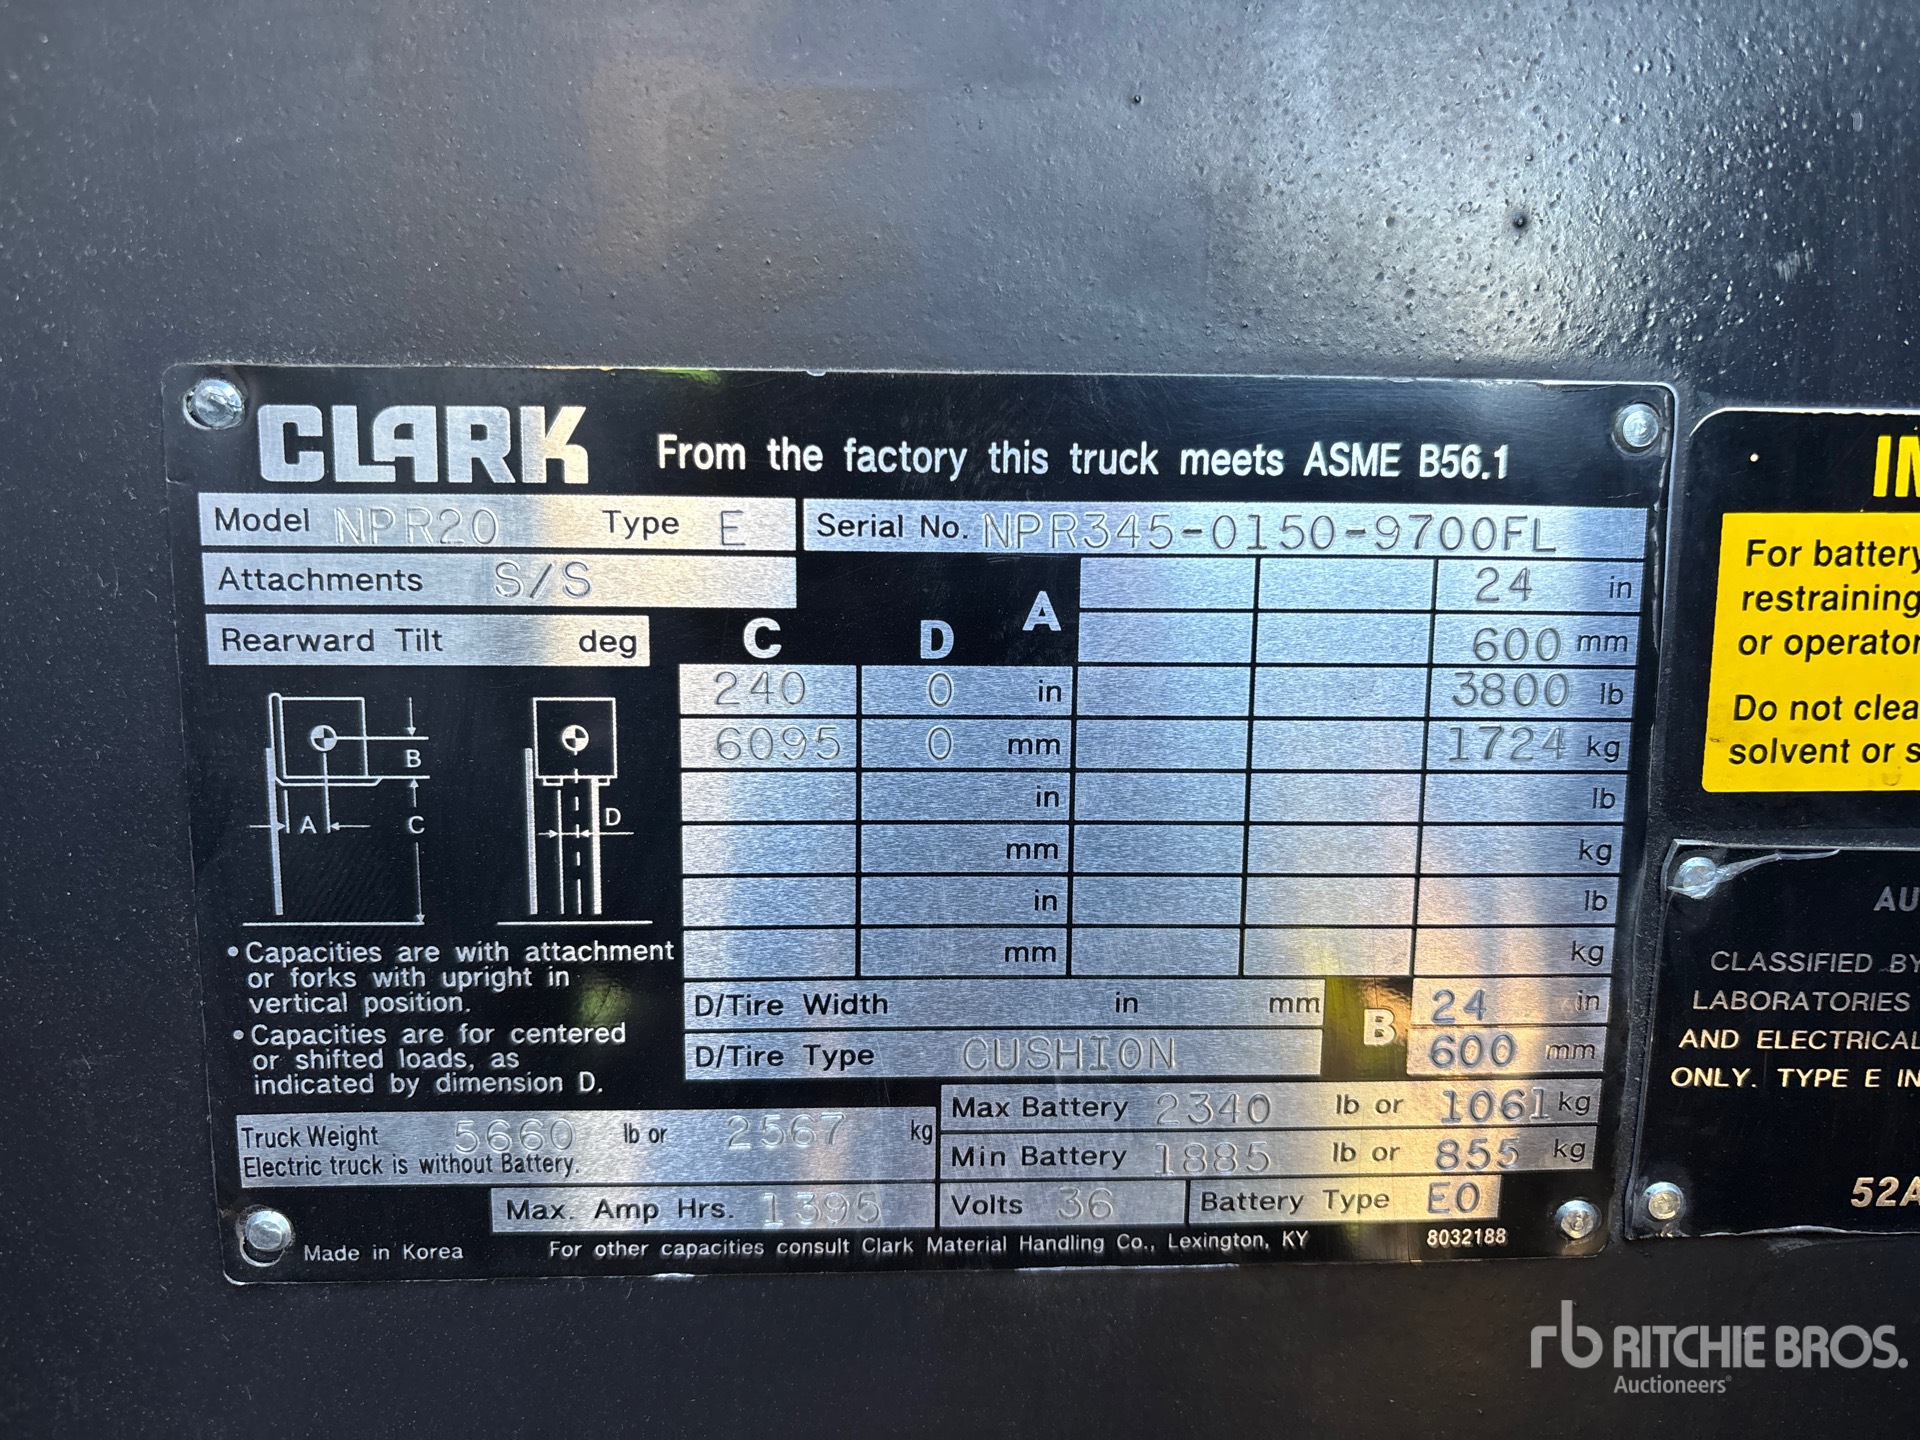 CLARK From the factory this truck meets ASME B56.1
Model NPR20 Type E Serial No. NPR345-0150-9700FL
Attachments S/S
Rearward Tilt deg
C D A
24 in
600 mm
240 0 in 3800 lb
6095 0 mm 1724 kg
in lb
mm kg
in lb
mm kg
B
A C
D
• Capacities are with attachment
or forks with upright in
vertical position.
• Capacities are for centered
or shifted loads, as
indicated by dimension D.
D/Tire Width in mm B 24 in
D/Tire Type CUSHION 600 mm
Truck Weight 5660 lb or 2567 kg
Electric truck is without Battery.
Max Battery 2340 lb or 1061 kg
Min Battery 1885 lb or 855 kg
Max. Amp Hrs. 1395 Volts 36 Battery Type EO
Made in Korea For other capacities consult Clark Material Handling Co., Lexington, KY 8032188
For battery
restraining
or operator
Do not clea
solvent or s
AU
CLASSIFIED BY
LABORATORIES
AND ELECTRICAL
ONLY. TYPE E IN
52A
rb RITCHIE BROS.
Auctioneers